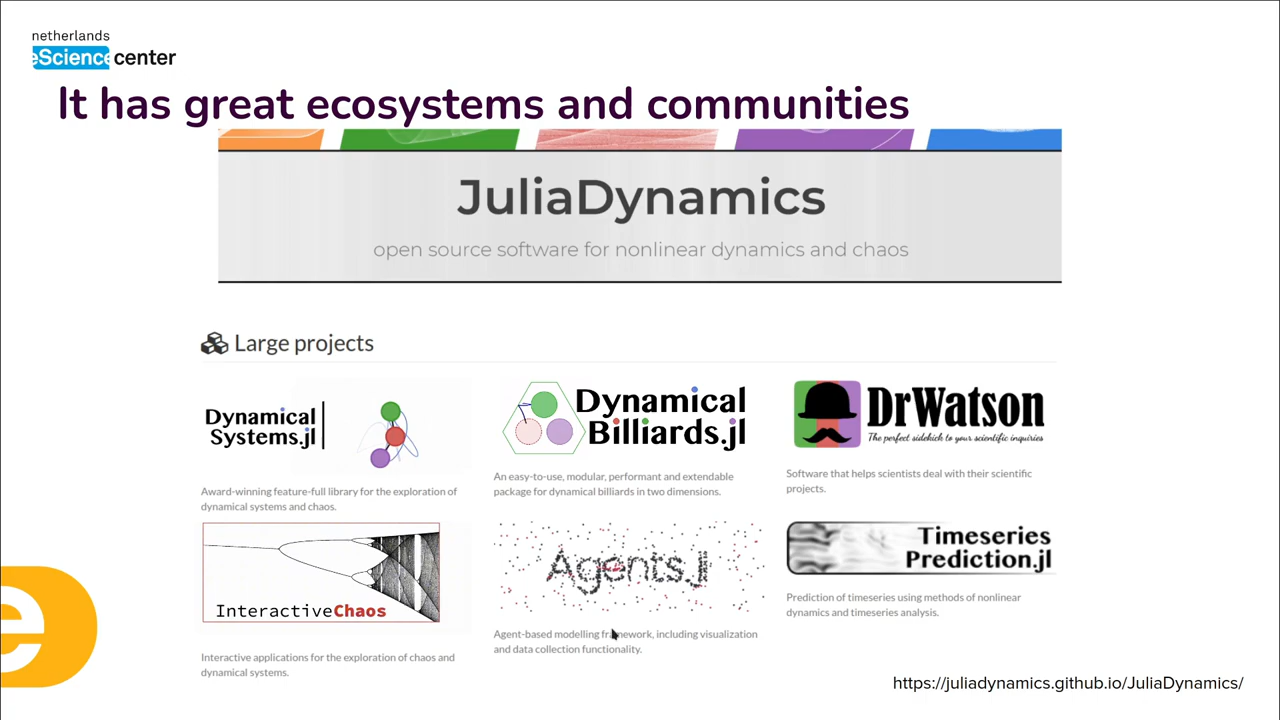 netherlands
eScience center
It has great ecosystems and communities
JuliaDynamics
open source software for nonlinear dynamics and chaos
Large projects
Dynamical
Systems.jl
Award-winning feature-full library for the exploration of
dynamical systems and chaos.
Dynamical
Billiards.jl
An easy-to-use, modular, performant and extendable
package for dynamical billiards in two dimensions.
DrWatson
The perfect sidekick to your scientific inquiries
Software that helps scientists deal with their scientific
projects.
InteractiveChaos
Interactive applications for the exploration of chaos and
dynamical systems.
Agents.jl
Agent-based modelling framework, including visualization
and data collection functionality.
Timeseries
Prediction.jl
Prediction of timeseries using methods of nonlinear
dynamics and timeseries analysis.
e
https://juliadynamics.github.io/JuliaDynamics/